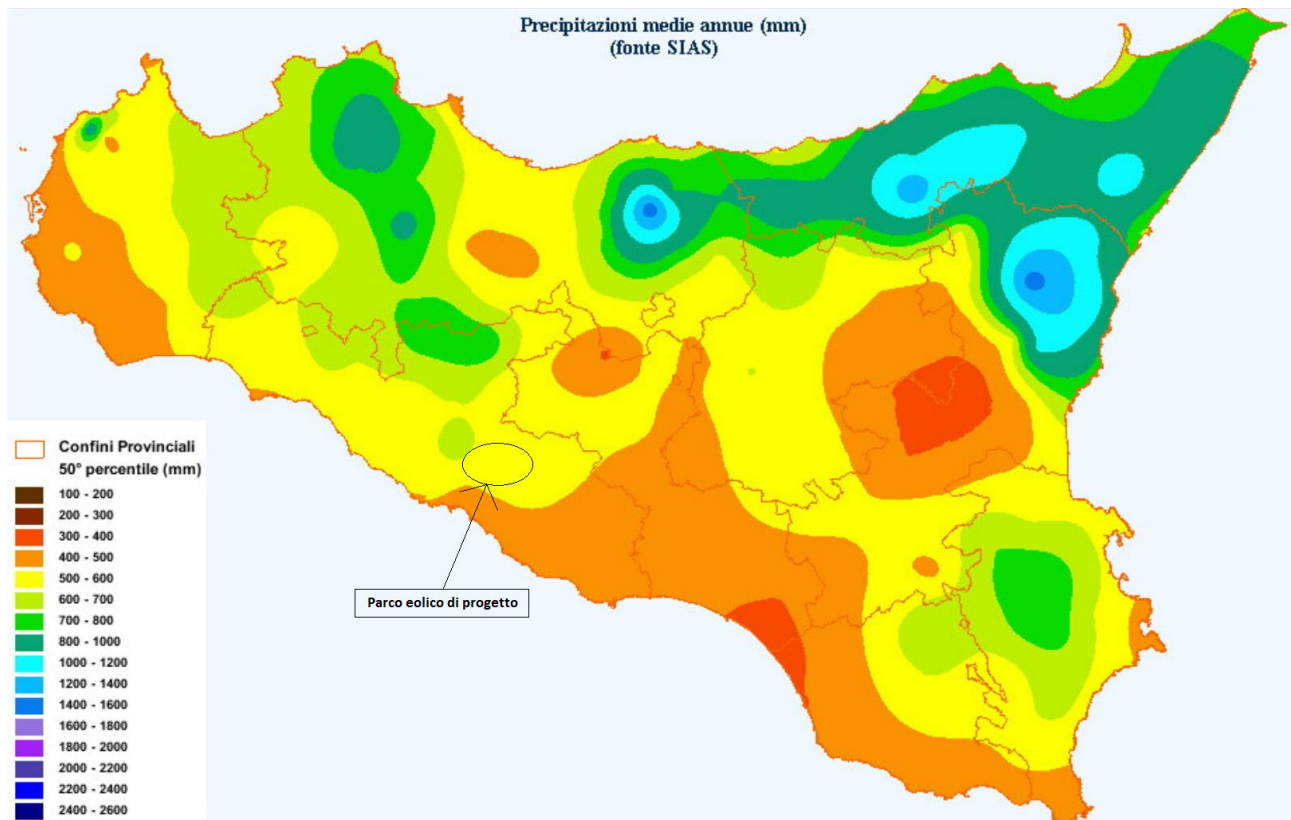 Precipitazioni medie annue (mm)
(fonte SIAS)
Confini Provinciali
50° percentile (mm)
100 - 200
200 - 300
300 - 400
400 - 500
500 - 600
600 - 700
700 - 800
800 - 1000
1000 - 1200
1200 - 1400
1400 - 1600
1600 - 1800
1800 - 2000
2000 - 2200
2200 - 2400
2400 - 2600
Parco eolico di progetto